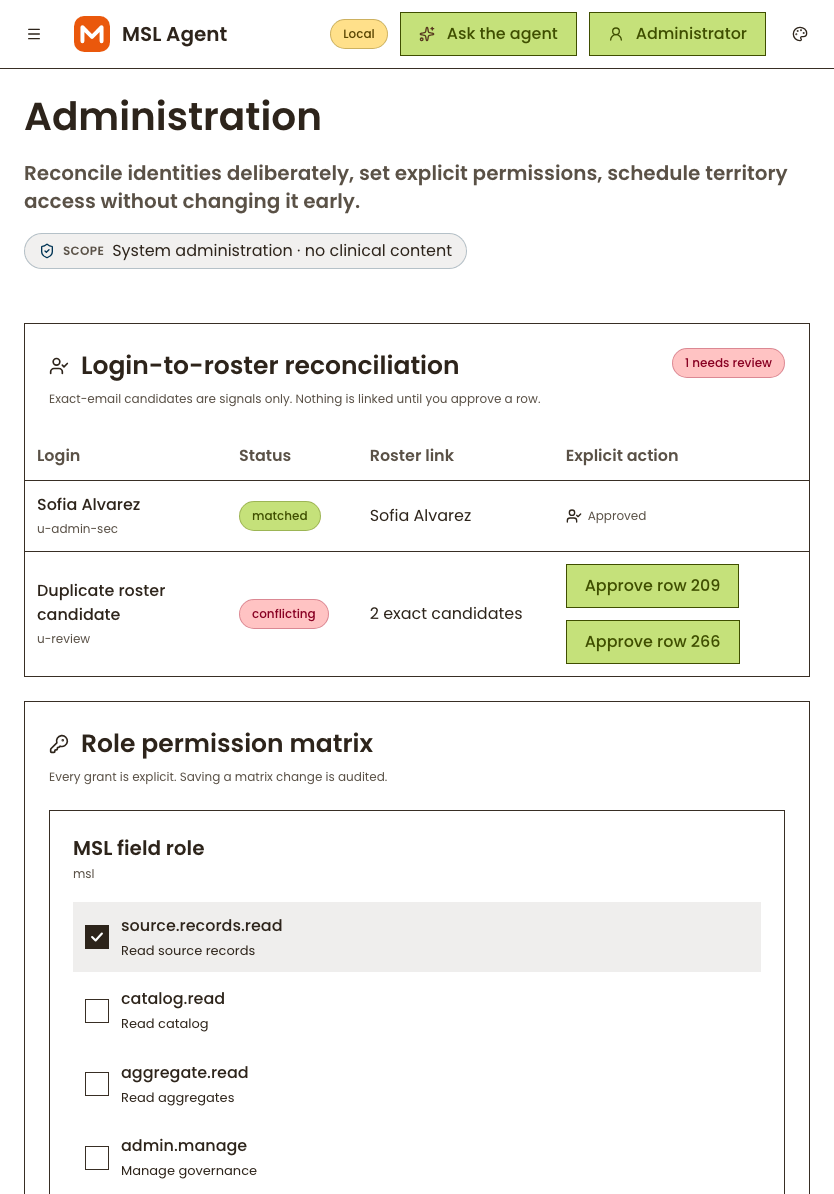 MSL Agent
Local
Ask the agent
Administrator
Administration
Reconcile identities deliberately, set explicit permissions, schedule territory
access without changing it early.
SCOPE System administration · no clinical content
Login-to-roster reconciliation
1 needs review
Exact-email candidates are signals only. Nothing is linked until you approve a row.
Login Status Roster link Explicit action
Sofia Alvarez
u-admin-sec
matched
Sofia Alvarez
Approved
Duplicate roster
candidate
u-review
conflicting
2 exact candidates
Approve row 209
Approve row 266
Role permission matrix
Every grant is explicit. Saving a matrix change is audited.
MSL field role
msl
source.records.read
Read source records
catalog.read
Read catalog
aggregate.read
Read aggregates
admin.manage
Manage governance